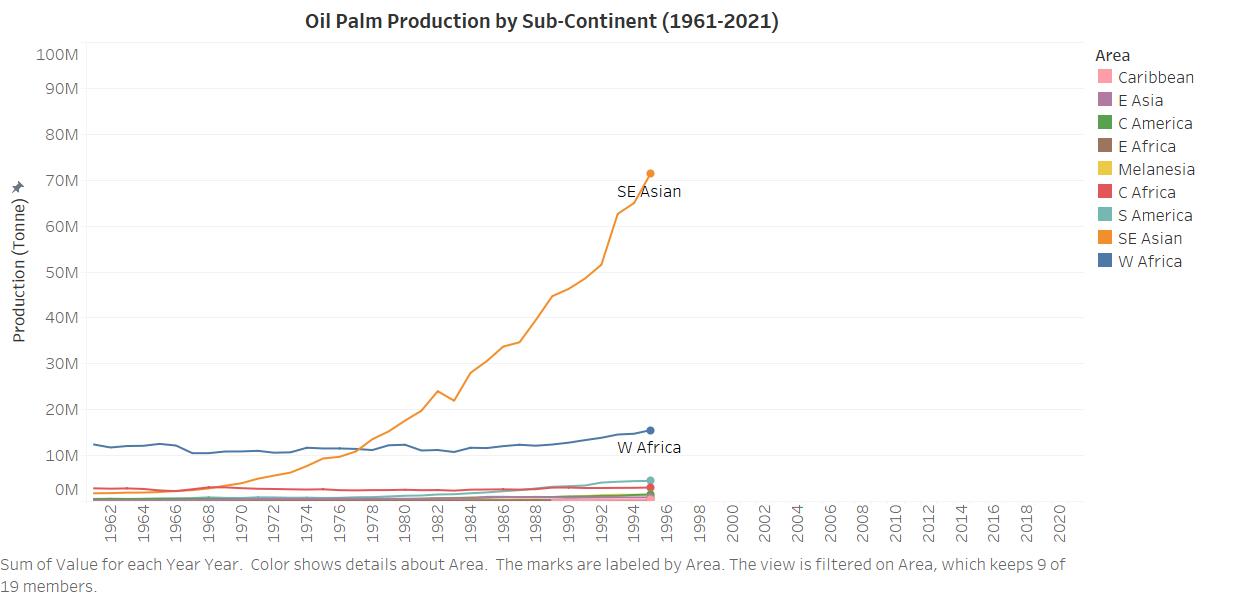 Oil Palm Production by Sub-Continent (1961-2021)
Production (Tonne)
100M
90M
80M
70M
60M
50M
40M
30M
20M
10M
0M
SE Asian
W Africa
1962 1964 1966 1968 1970 1972 1974 1976 1978 1980 1982 1984 1986 1988 1990 1992 1994 1996 1998 2000 2002 2004 2006 2008 2010 2012 2014 2016 2018 2020
Area
Caribbean
E Asia
C America
E Africa
Melanesia
C Africa
S America
SE Asian
W Africa
Sum of Value for each Year Year. Color shows details about Area. The marks are labeled by Area. The view is filtered on Area, which keeps 9 of
19 members.